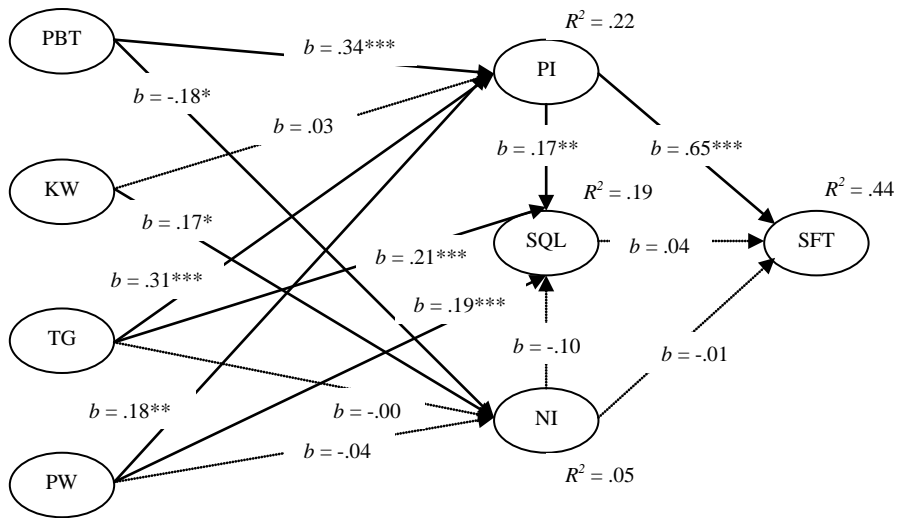 R² = .22
PBT
b = .34***
PI
b = -.18*
b = .03
b = .17**
b = .65***
R² = .19
R² = .44
KW
b = .17*
SQL
b = .04
SFT
b = .21***
b = .31***
b = .19***
TG
b = -.10
b = -.01
b = .18**
b = -.00
NI
b = -.04
R² = .05
PW